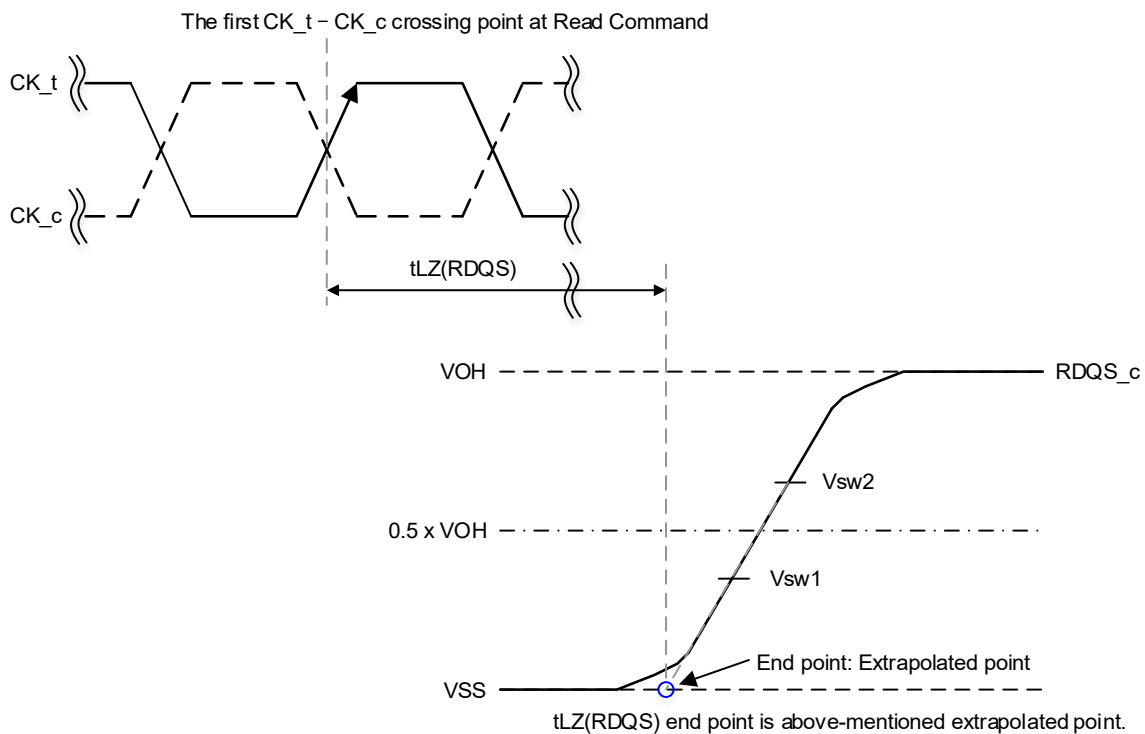 The first CK_t − CK_c crossing point at Read Command
CK_t
CK_c
tLZ(RDQS)
VOH
RDQS_c
Vsw2
0.5 x VOH
Vsw1
End point: Extrapolated point
VSS
tLZ(RDQS) end point is above-mentioned extrapolated point.